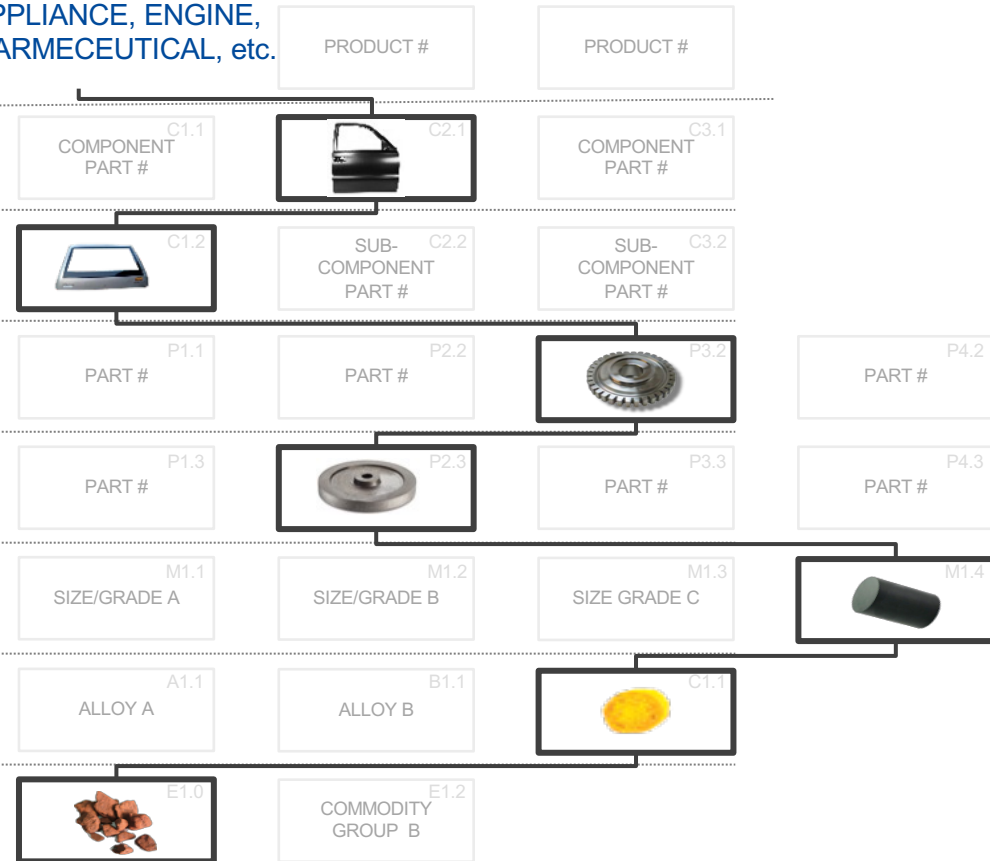 PPLIANCE, ENGINE,
ARMECEUTICAL, etc.
PRODUCT #
PRODUCT #
C1.1
COMPONENT
PART #
C2.1
C3.1
COMPONENT
PART #
C1.2
SUB- C2.2
COMPONENT
PART #
SUB- C3.2
COMPONENT
PART #
P1.1
PART #
P2.2
PART #
P3.2
P4.2
PART #
P1.3
PART #
P2.3
P3.3
PART #
P4.3
PART #
M1.1
SIZE/GRADE A
M1.2
SIZE/GRADE B
M1.3
SIZE GRADE C
M1.4
A1.1
ALLOY A
B1.1
ALLOY B
C1.1
E1.0
E1.2
COMMODITY
GROUP B